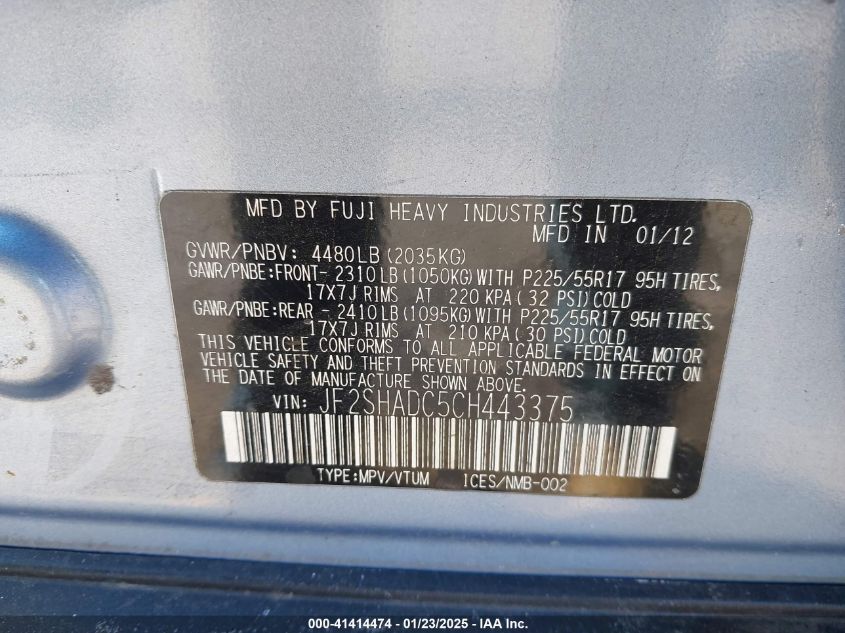 MFD BY FUJI HEAVY INDUSTRIES LTD.
MFD IN 01/12
GVWR/PNBV: 4480LB (2035KG)
GAWR/PNBE:FRONT- 2310LB(1050KG)WITH P225/55R17 95H TIRES,
17X7J RIMS AT 220 KPA( 32 PSI)COLD
GAWR/PNBE:REAR - 2410LB(1095KG)WITH P225/55R17 95H TIRES,
17X7J RIMS AT 210 KPA( 30 PSI)COLD
THIS VEHICLE CONFORMS TO ALL APPLICABLE FEDERAL MOTOR
VEHICLE SAFETY AND THEFT PREVENTION STANDARDS IN EFFECT ON
THE DATE OF MANUFACTURE SHOWN ABOVE.
VIN: JF2SHADC5CH443375
TYPE:MPV/VTUM ICES/NMB-002
000-41414474 / 01/23/2025 / IAA Inc.